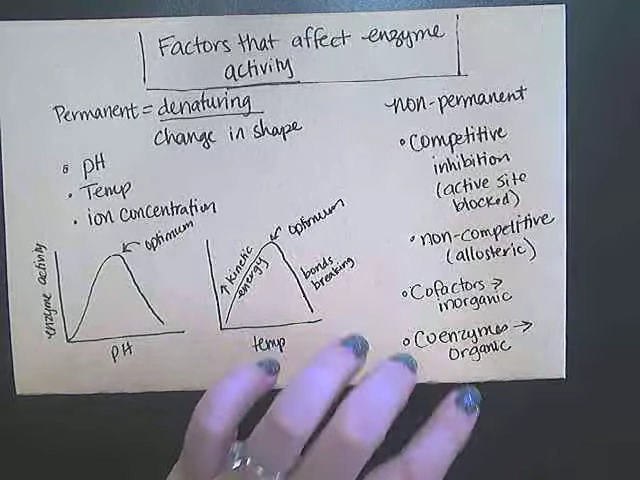 Factors that affect enzyme
activity
Permanent = denaturing
change in shape
• pH
• Temp
• ion concentration
enzyme activity
optimum
pH
↑ kinetic
energy
optimum
bonds
breaking
temp
non-permanent
• Competitive
inhibition
(active site
blocked)
• non-competitive
(allosteric)
• Cofactors →
inorganic
• Coenzymes →
organic